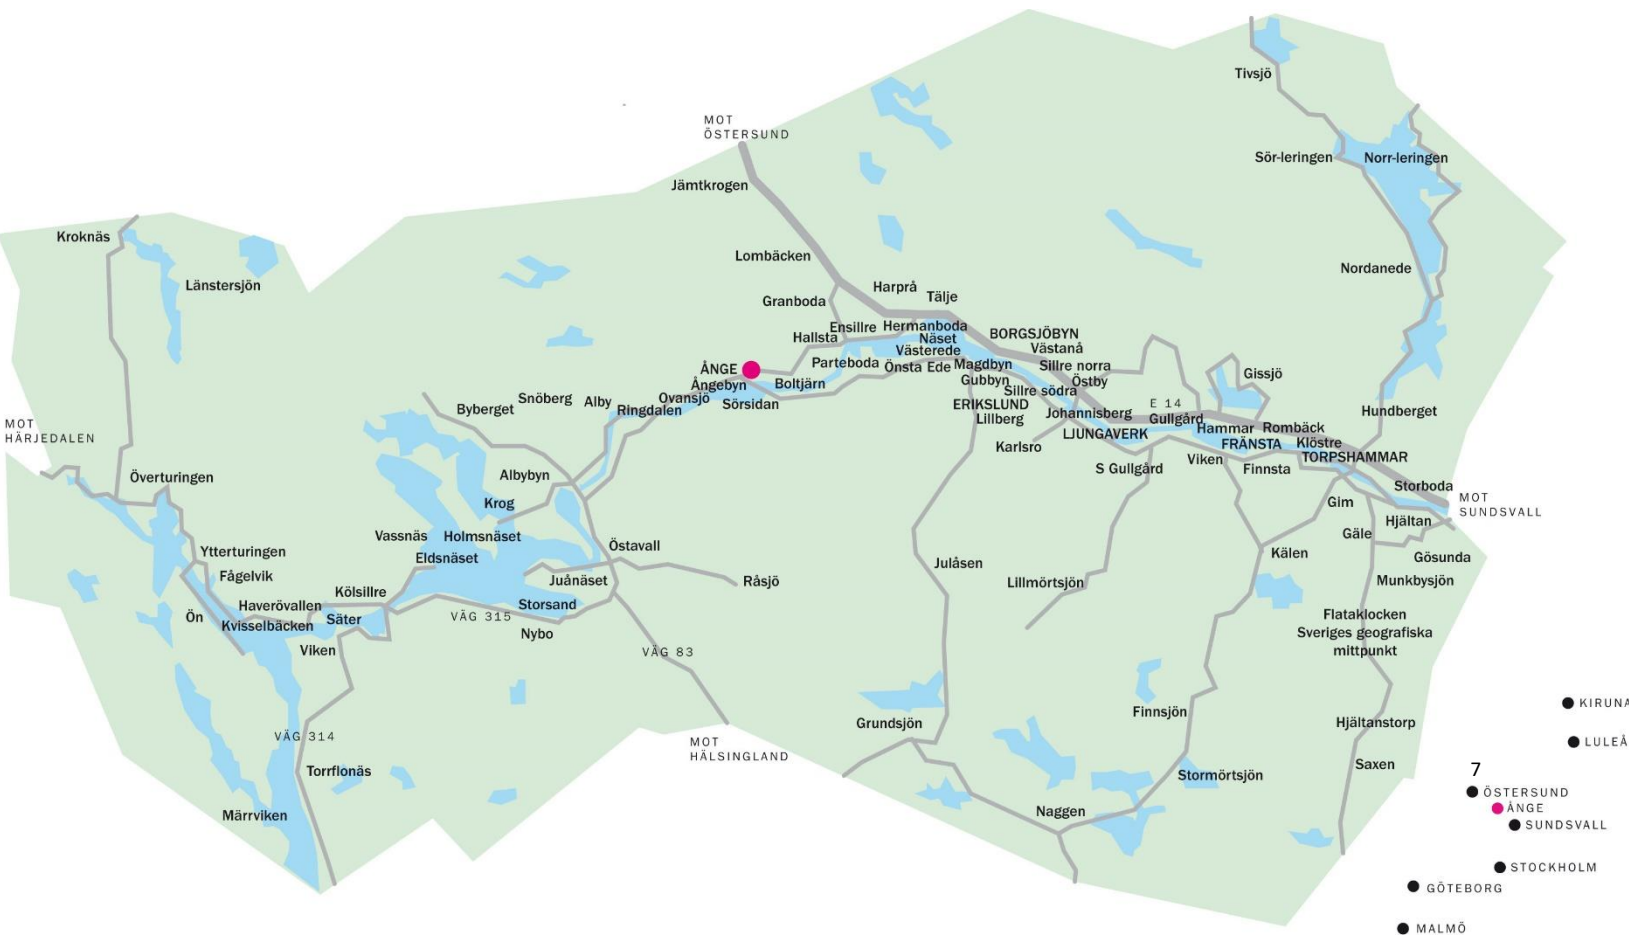 Tivsjö
MOT
ÖSTERSUND
Sör-leringen
Norr-leringen
Jämtkrogen
Kroknäs
Lombäcken
Nordanede
Länstersjön
Harprå
Tälje
Granboda
Ensillre
Hermanboda
BORGSJÖBYN
Hallsta
Näset
Västanå
Västerede
Parteboda
Önsta
Ede
Magdbyn
Sillre norra
ÅNGE
Gissjö
Ångebyn
Boltjärn
Gubbyn
Östby
Sillre södra
Snöberg
Alby
Ovansjö
Sörsidan
ERIKSLUND
E 14
Byberget
Ringdalen
Johannisberg
Hundberget
Lillberg
Gullgård
MOT
HÄRJEDALEN
Hammar
Rombäck
LJUNGAVERK
Karlsro
FRÄNSTA
Klöstre
TORPSHAMMAR
Viken
S Gullgård
Finnsta
Överturingen
Albybyn
Storboda
Krog
Gim
MOT
SUNDSVALL
Hjältan
Vassnäs
Holmsnäset
Gäle
Östavall
Ytterturingen
Eldsnäset
Kälen
Gösunda
Julåsen
Fågelvik
Juånäset
Råsjö
Lillmörtsjön
Munkbysjön
Kölsillre
Haverövallen
Storsand
Ön
Säter
VÄG 315
Flataklocken
Kvisselbäcken
Nybo
Sveriges geografiska
mittpunkt
Viken
VÄG 83
KIRUNA
Finnsjön
Grundsjön
Hjältanstorp
VÄG 314
MOT
HÄLSINGLAND
LULEÅ
Saxen
Torrflonäs
Stormörtsjön
7
ÖSTERSUND
ÅNGE
Märrviken
Naggen
SUNDSVALL
STOCKHOLM
GÖTEBORG
MALMÖ